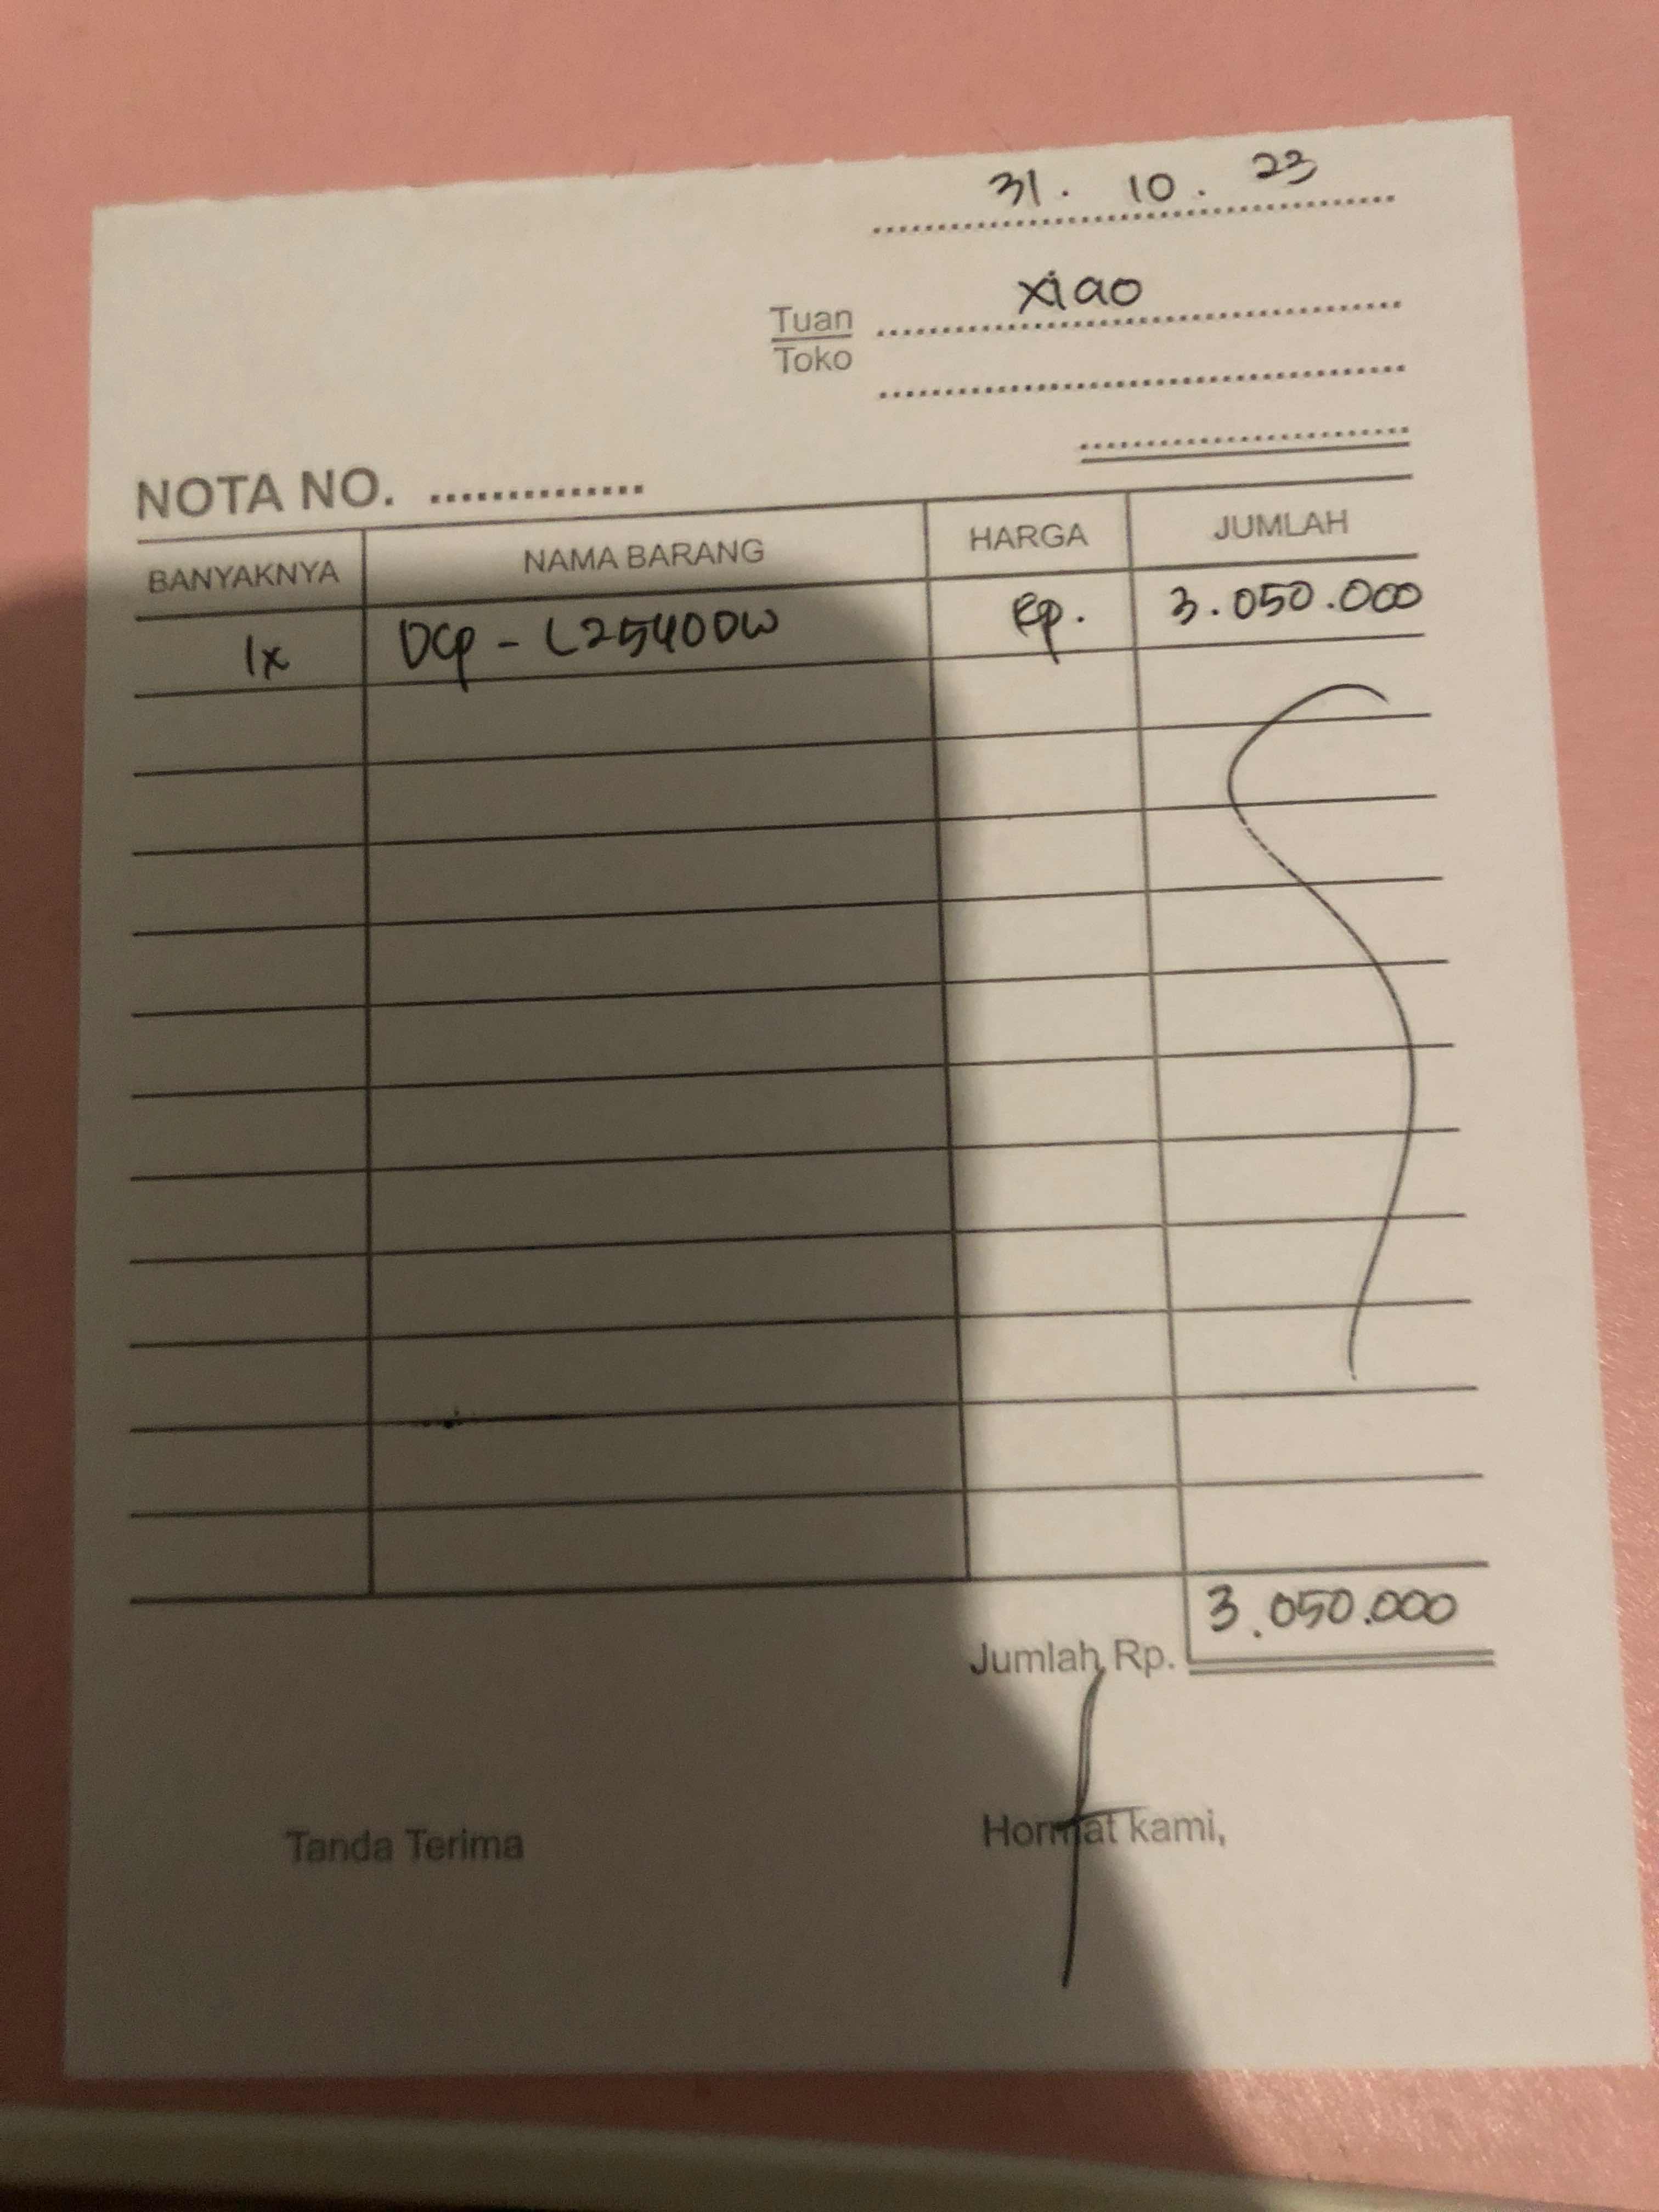 31. 10. 23
Tuan xiao
Toko
NOTA NO. ..............
BANYAKNYA NAMA BARANG HARGA JUMLAH
1x DCP - L2540DW Rp. 3.050.000
Jumlah Rp. 3.050.000
Tanda Terima Hormat kami,